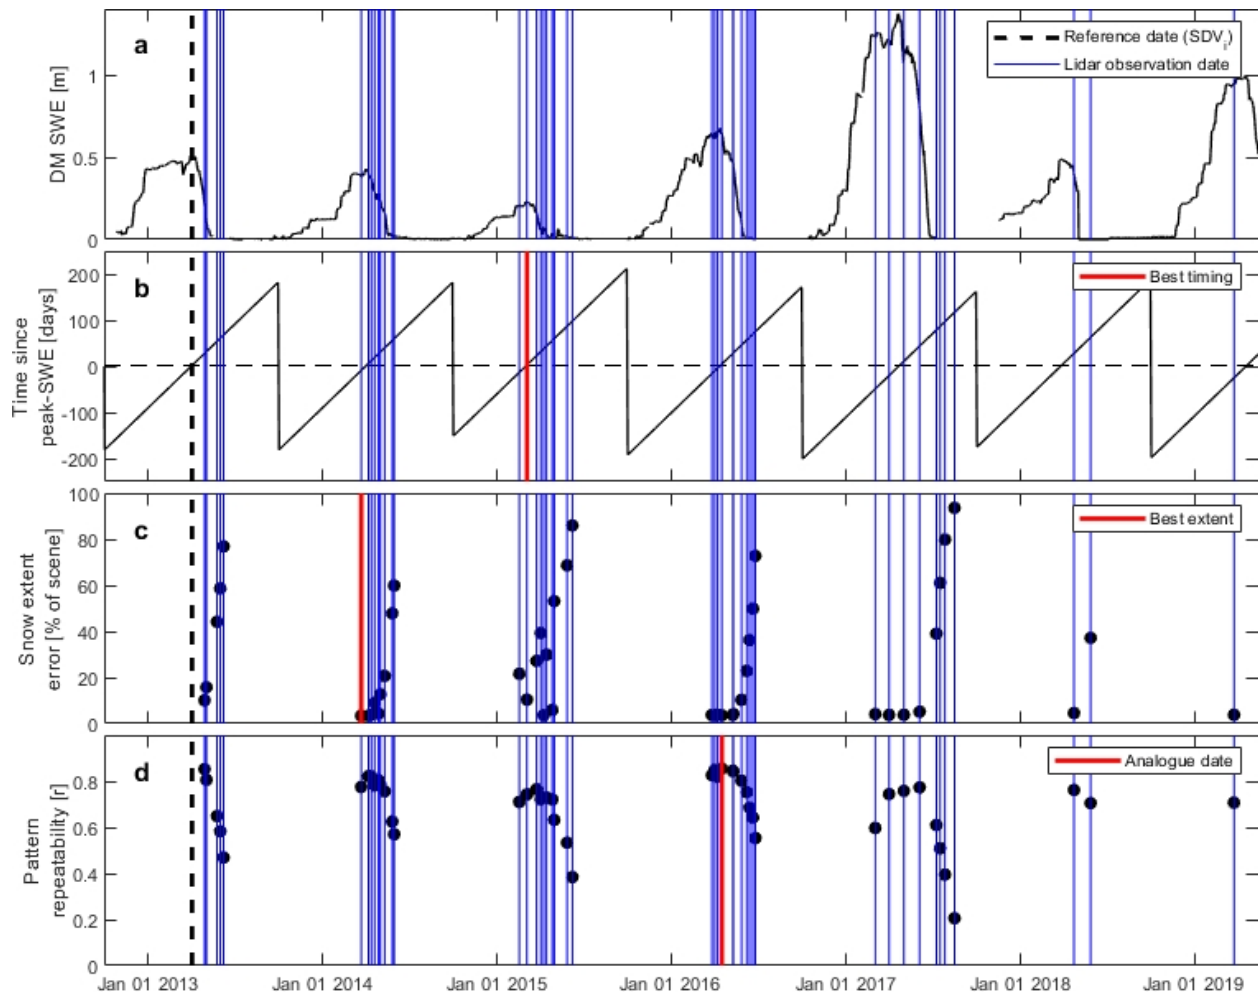 a
Reference date (SDVi)
Lidar observation date
DM SWE [m]
1
0.5
0
b
Best timing
Time since
peak-SWE [days]
200
100
0
-100
-200
c
Best extent
Snow extent
error [% of scene]
100
80
60
40
20
0
d
Analogue date
Pattern
repeatability [r]
0.8
0.6
0.4
0.2
0
Jan 01 2013 Jan 01 2014 Jan 01 2015 Jan 01 2016 Jan 01 2017 Jan 01 2018 Jan 01 2019